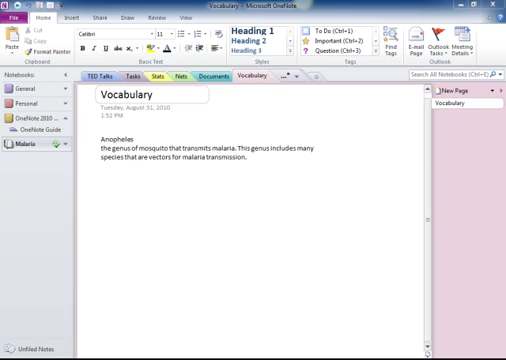 Vocabulary - Microsoft OneNote
File Home Insert Share Draw Review View
Paste
Cut
Copy
Format Painter
Clipboard
Calibri 11
B I U abc
Basic Text
Heading 1
Heading 2
Heading 3
Styles
To Do (Ctrl+1)
Important (Ctrl+2)
Question (Ctrl+3)
Tags
Find Tags
E-mail Page
Outlook Tasks
Meeting Details
Outlook
Notebooks:
General
Personal
OneNote 2010 ...
OneNote Guide
Malaria
Unfiled Notes
TED Talks Tasks Stats Nets Documents Vocabulary
Search All Notebooks (Ctrl+E)
New Page
Vocabulary
Vocabulary
Tuesday, August 31, 2010
1:52 PM
Anopheles
the genus of mosquito that transmits malaria. This genus includes many
species that are vectors for malaria transmission.